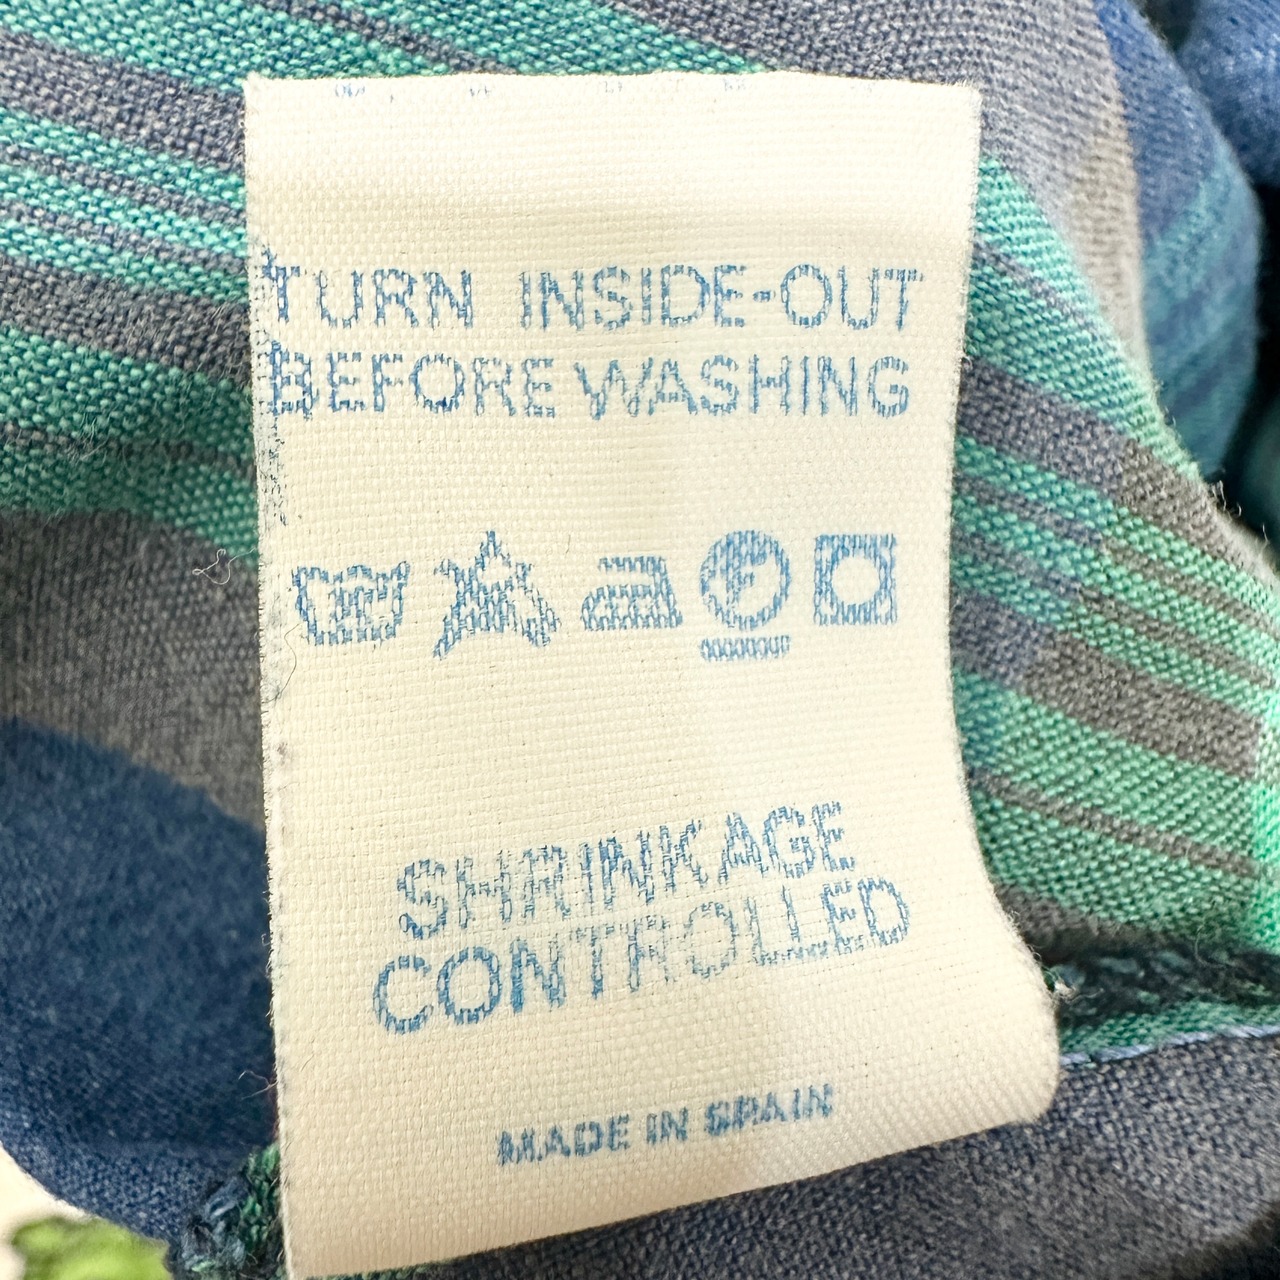 TURN INSIDE-OUT
BEFORE WASHING
SHRINKAGE
CONTROLLED
MADE IN SPAIN